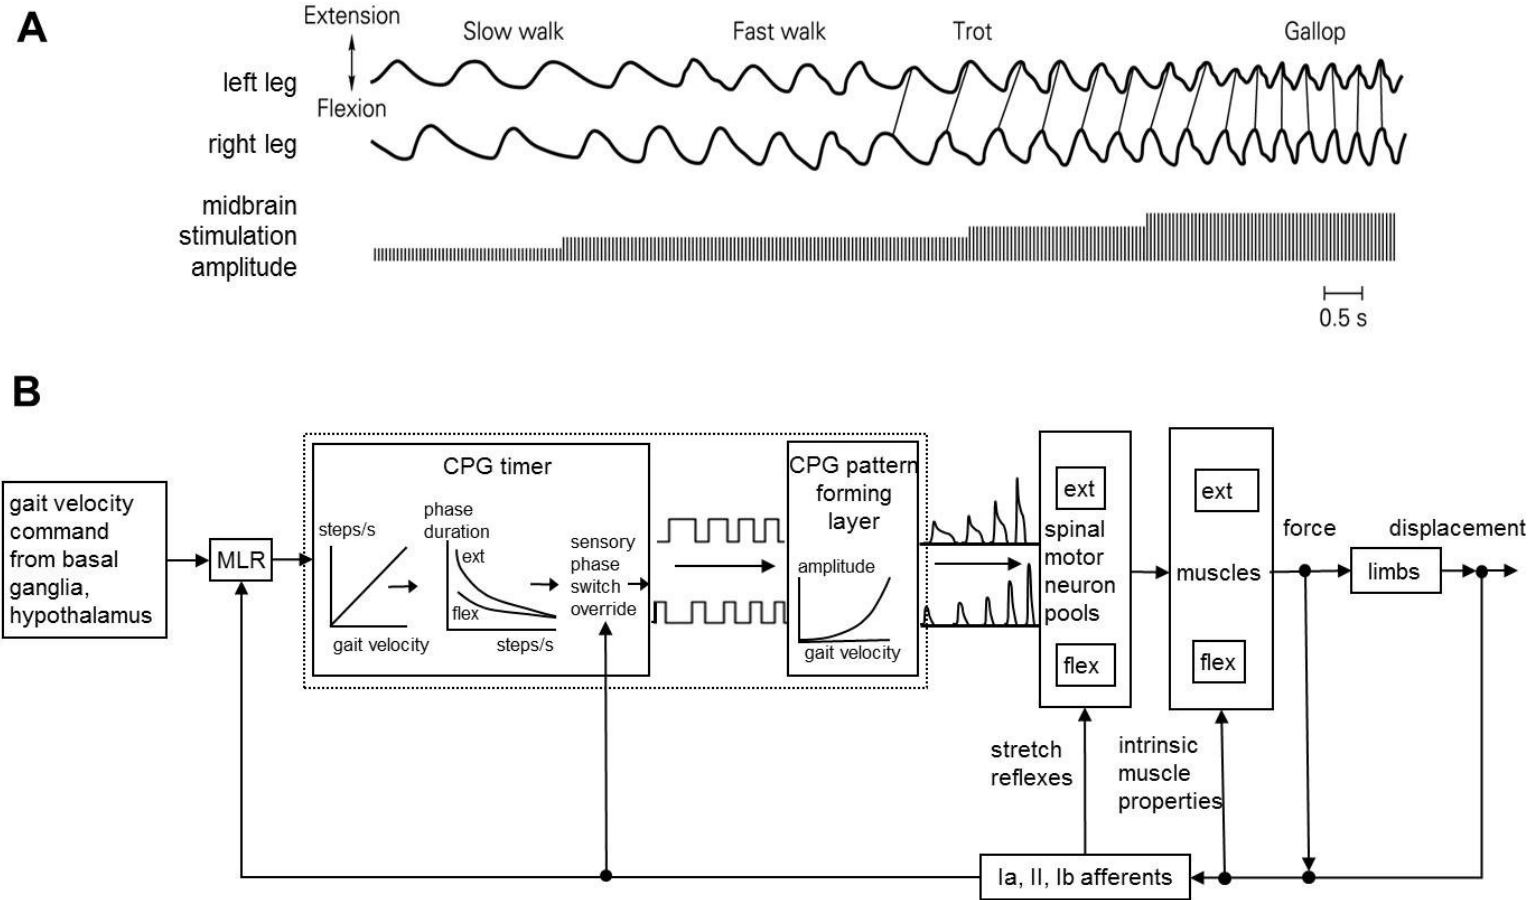 A
Extension
Slow walk
Fast walk
Trot
Gallop
left leg
Flexion
right leg
midbrain
stimulation
amplitude
0.5 s
B
gait velocity
command
from basal
ganglia,
hypothalamus
MLR
CPG timer
steps/s
gait velocity
phase
duration
ext
flex
steps/s
sensory
phase
switch
override
CPG pattern
forming
layer
amplitude
gait velocity
ext
spinal
motor
neuron
pools
flex
ext
muscles
flex
force
limbs
displacement
stretch
reflexes
intrinsic
muscle
properties
Ia, II, Ib afferents